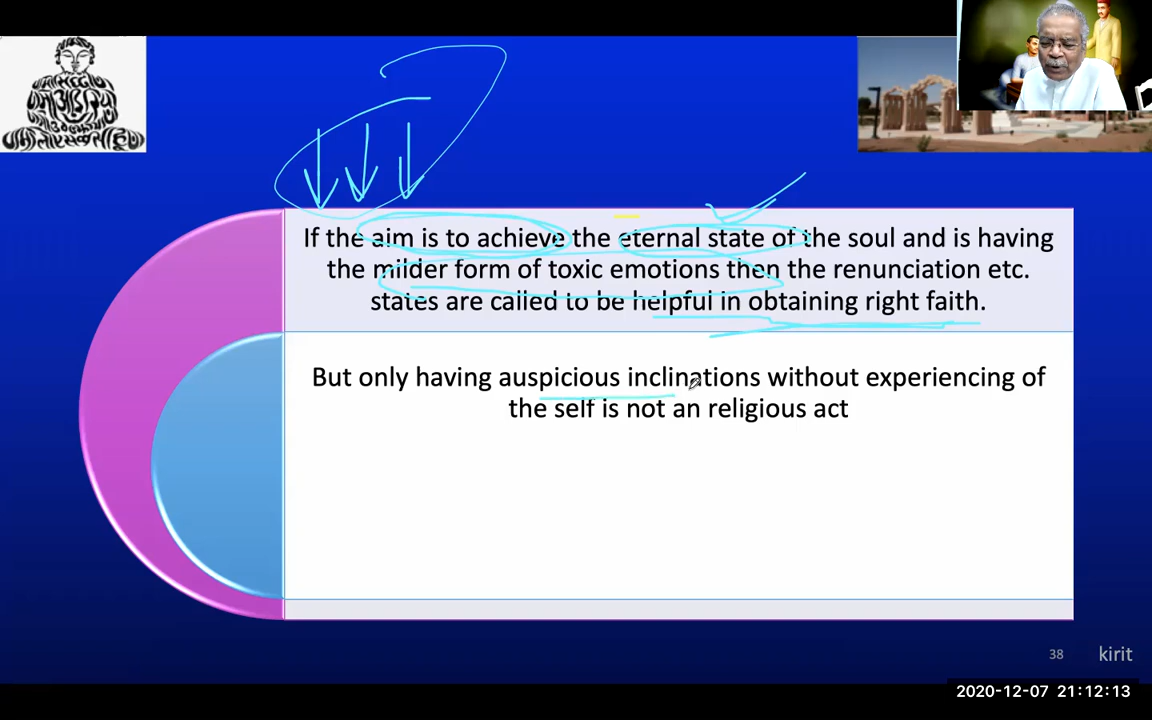 If the aim is to achieve the eternal state of the soul and is having
the milder form of toxic emotions then the renunciation etc.
states are called to be helpful in obtaining right faith.
But only having auspicious inclinations without experiencing of
the self is not an religious act
38 kirit
2020-12-07 21:12:13